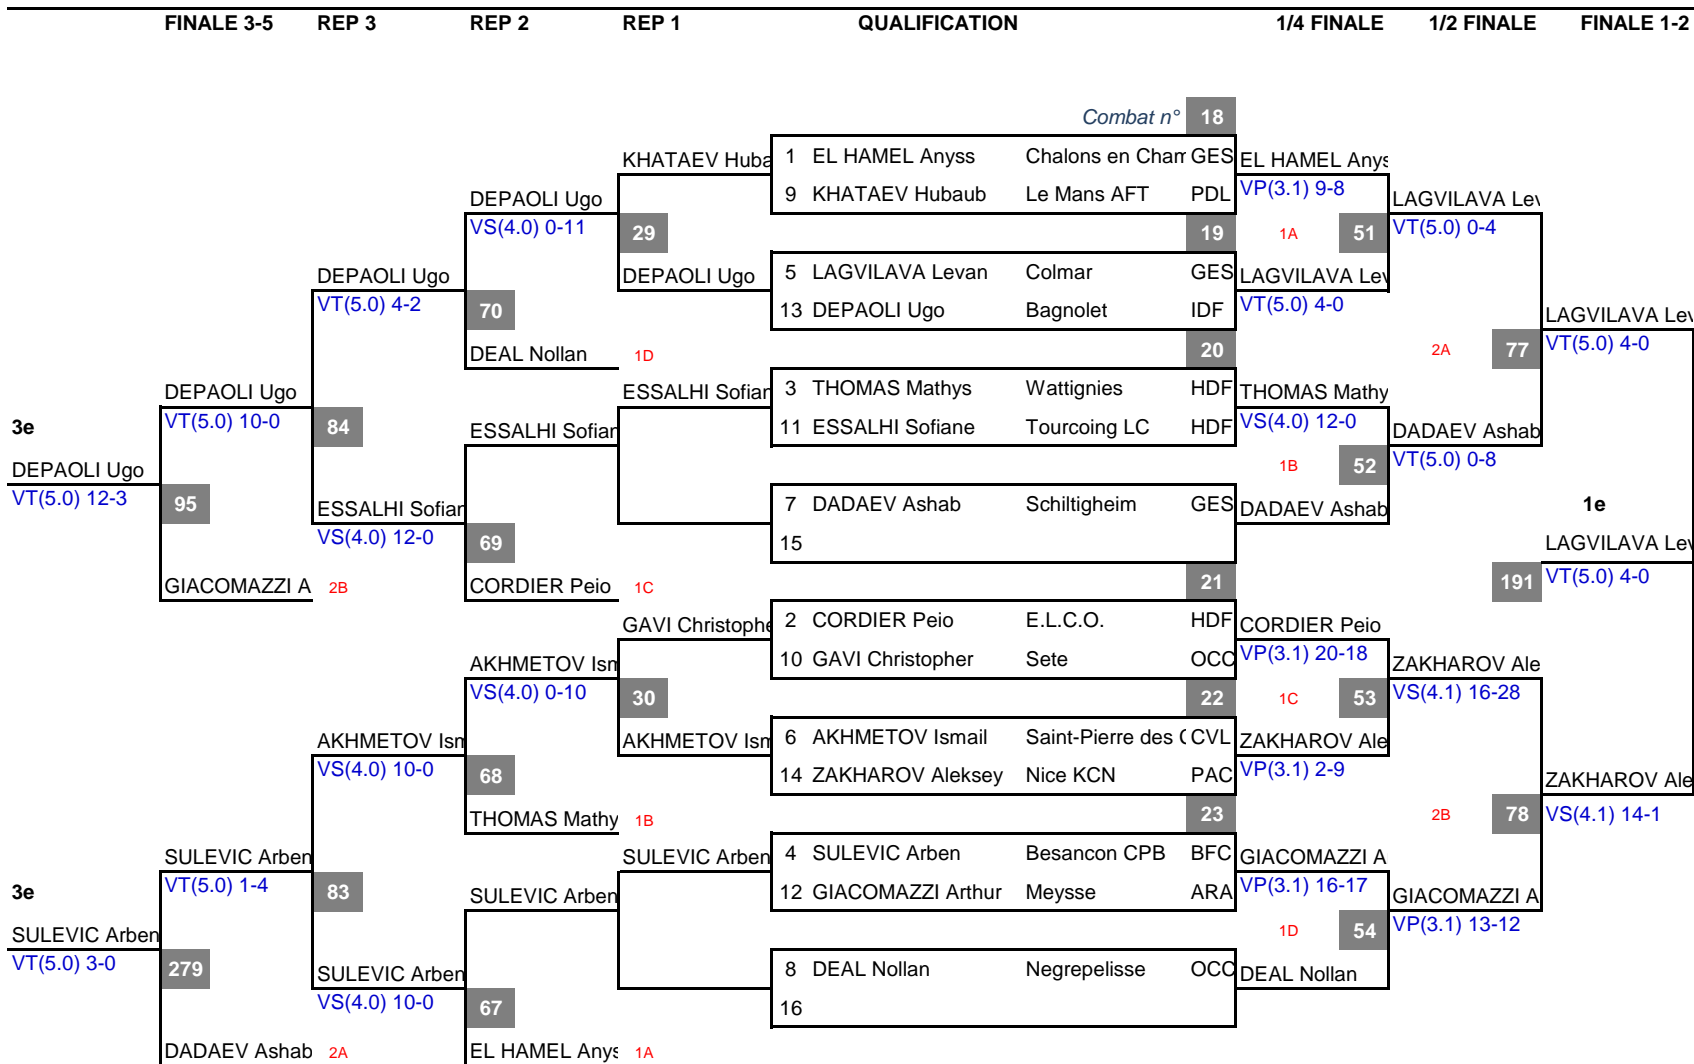 FINALE 3-5 REP 3 REP 2 REP 1 QUALIFICATION 1/4 FINALE 1/2 FINALE FINALE 1-2
Combat n° 18
KHATAEV Huba 1 EL HAMEL Anyss Chalons en Cham GES EL HAMEL Anys
DEPAOLI Ugo 9 KHATAEV Hubaub Le Mans AFT PDL VP(3.1) 9-8 LAGVILAVA Lev
VS(4.0) 0-11 29 19 1A 51 VT(5.0) 0-4
DEPAOLI Ugo DEPAOLI Ugo 5 LAGVILAVA Levan Colmar GES LAGVILAVA Lev
VT(5.0) 4-2 70 13 DEPAOLI Ugo Bagnolet IDF VT(5.0) 4-0 LAGVILAVA Lev
DEAL Nollan 1D 20 2A 77 VT(5.0) 4-0
DEPAOLI Ugo ESSALHI Sofian 3 THOMAS Mathys Wattignies HDF THOMAS Mathy
3e VT(5.0) 10-0 84 ESSALHI Sofian 11 ESSALHI Sofiane Tourcoing LC HDF VS(4.0) 12-0 DADAEV Ashab
DEPAOLI Ugo 1B 52 VT(5.0) 0-8
VT(5.0) 12-3 95 ESSALHI Sofian 7 DADAEV Ashab Schiltigheim GES DADAEV Ashab 1e
VS(4.0) 12-0 69 15 LAGVILAVA Lev
GIACOMAZZI A 2B CORDIER Peio 1C 21 191 VT(5.0) 4-0
GAVI Christophe 2 CORDIER Peio E.L.C.O. HDF CORDIER Peio
AKHMETOV Ism 10 GAVI Christopher Sete OCC VP(3.1) 20-18 ZAKHAROV Ale
VS(4.0) 0-10 30 22 1C 53 VS(4.1) 16-28
AKHMETOV Ism AKHMETOV Ism 6 AKHMETOV Ismail Saint-Pierre des C CVL ZAKHAROV Ale
VS(4.0) 10-0 68 14 ZAKHAROV Aleksey Nice KCN PAC VP(3.1) 2-9 ZAKHAROV Ale
THOMAS Mathy 1B 23 2B 78 VS(4.1) 14-1
SULEVIC Arben SULEVIC Arben 4 SULEVIC Arben Besancon CPB BFC GIACOMAZZI A
3e VT(5.0) 1-4 83 SULEVIC Arben 12 GIACOMAZZI Arthur Meysse ARA VP(3.1) 16-17 GIACOMAZZI A
SULEVIC Arben 1D 54 VP(3.1) 13-12
VT(5.0) 3-0 279 SULEVIC Arben 8 DEAL Nollan Negrepelisse OCC DEAL Nollan
VS(4.0) 10-0 67 16
DADAEV Ashab 2A EL HAMEL Anys 1A